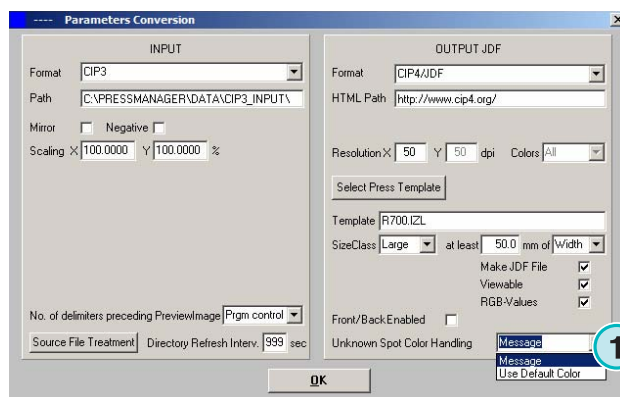 ---- Parameters Conversion
INPUT
Format CIP3
Path C:\PRESSMANAGER\DATA\CIP3_INPUT\
Mirror Negative
Scaling X 100.0000 Y 100.0000 %
No. of delimiters preceding PreviewImage Prgm control
Source File Treatment Directory Refresh Interv. 999 sec
OUTPUT JDF
Format CIP4/JDF
HTML Path http://www.cip4.org/
Resolution X 50 Y 50 dpi Colors All
Select Press Template
Template R700.IZL
SizeClass Large at least 50.0 mm of Width
Make JDF File
Viewable
RGB-Values
Front/Back Enabled
Unknown Spot Color Handling Message
Message
Use Default Color
1
OK